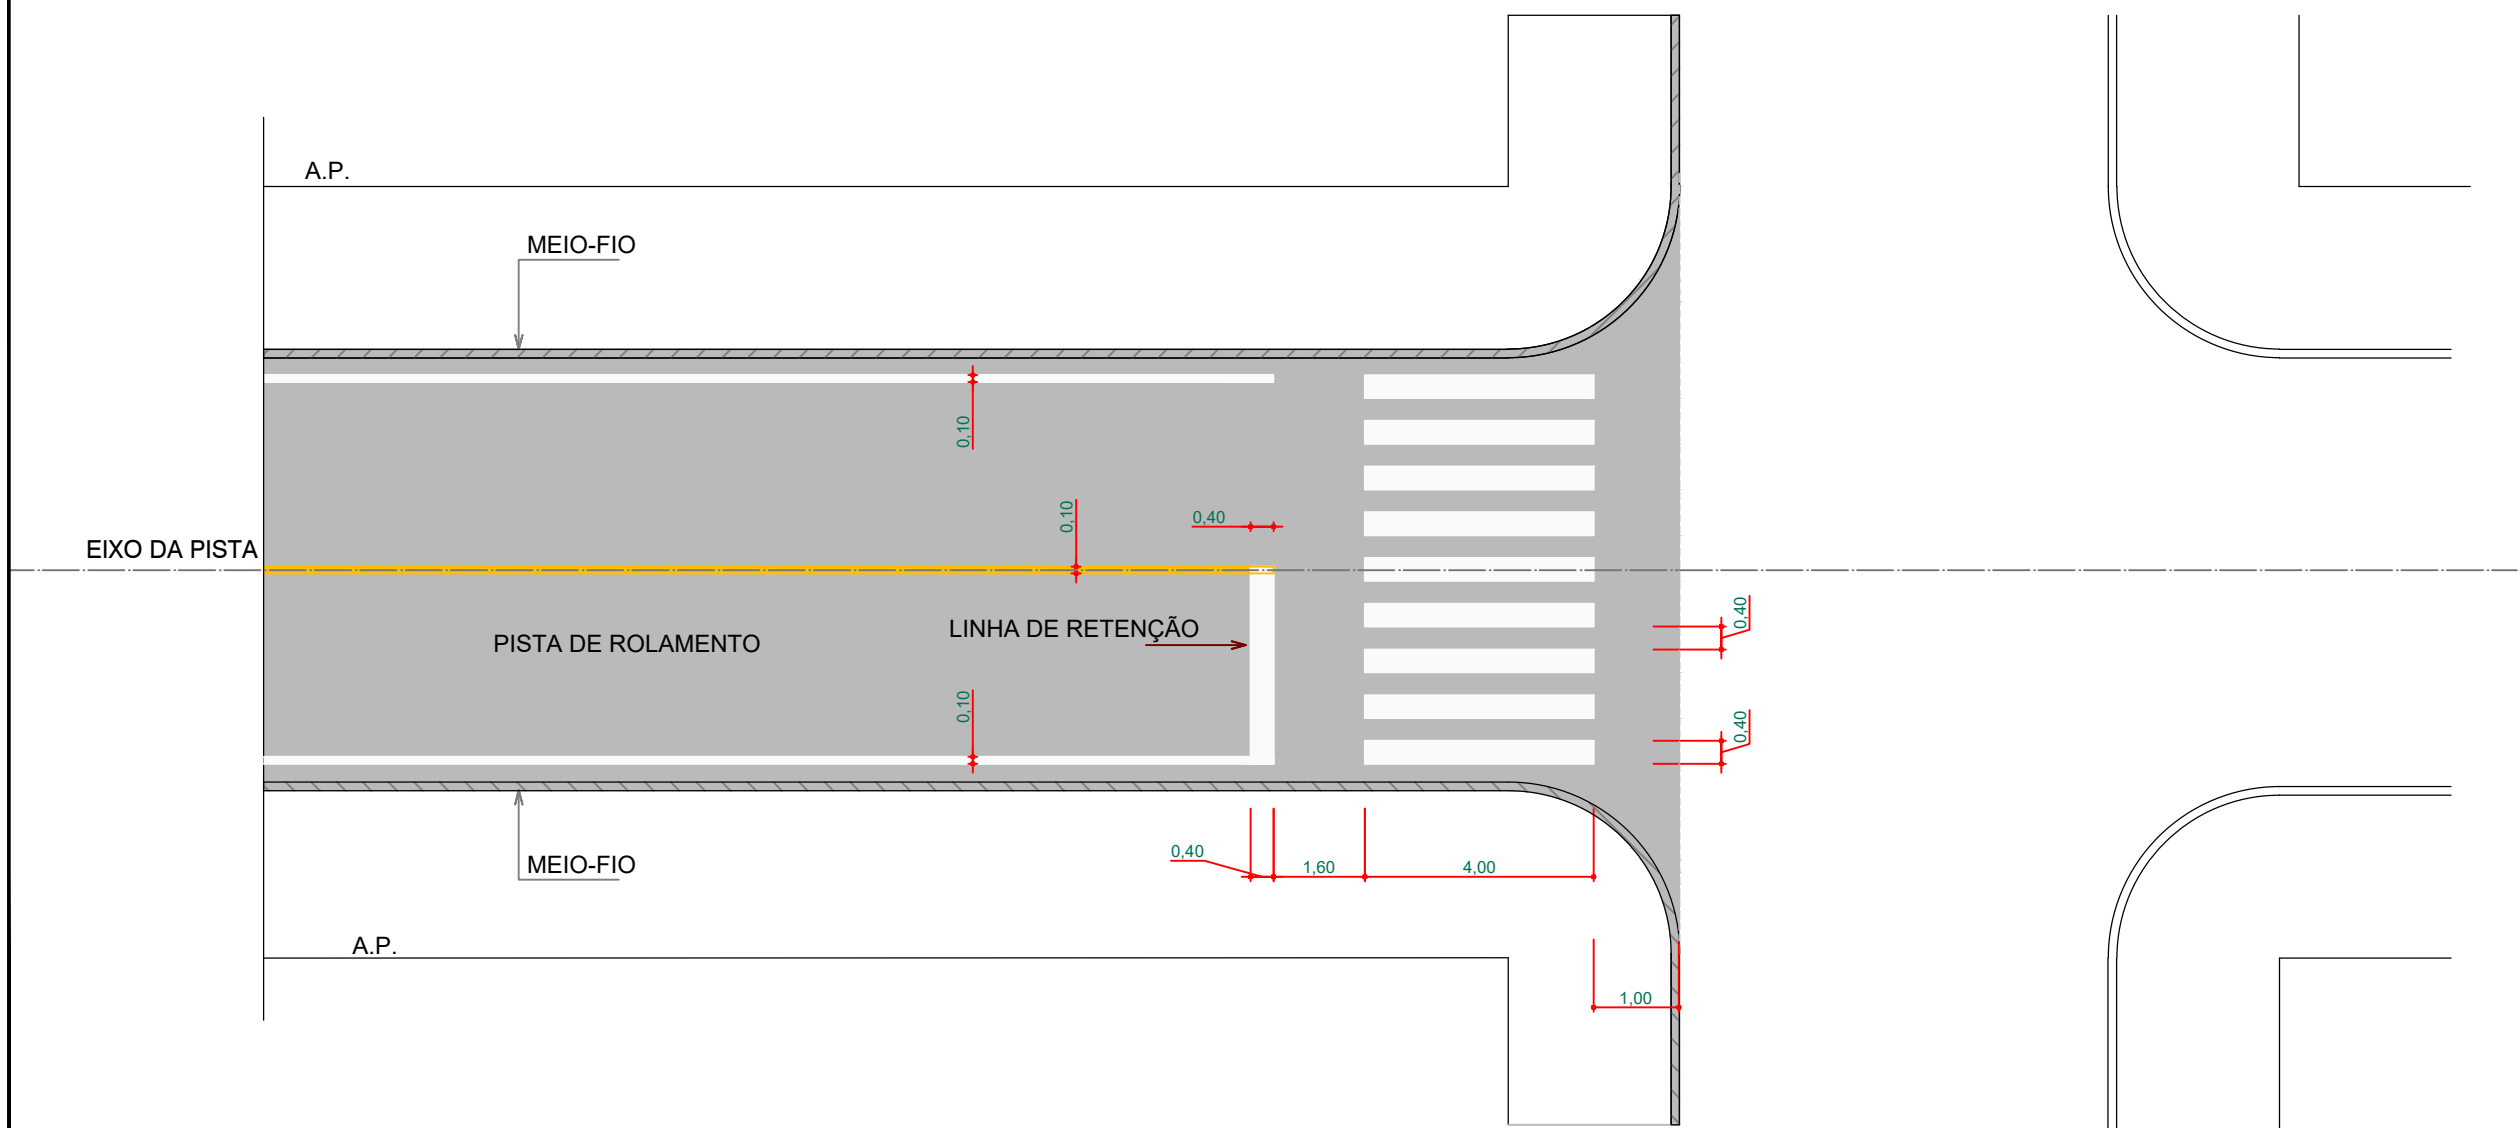 A.P.
MEIO-FIO
0,10
0,10
0,40
EIXO DA PISTA
0,40
LINHA DE RETENÇÃO
PISTA DE ROLAMENTO
0,10
0,40
0,40
1,60
4,00
MEIO-FIO
A.P.
1,00